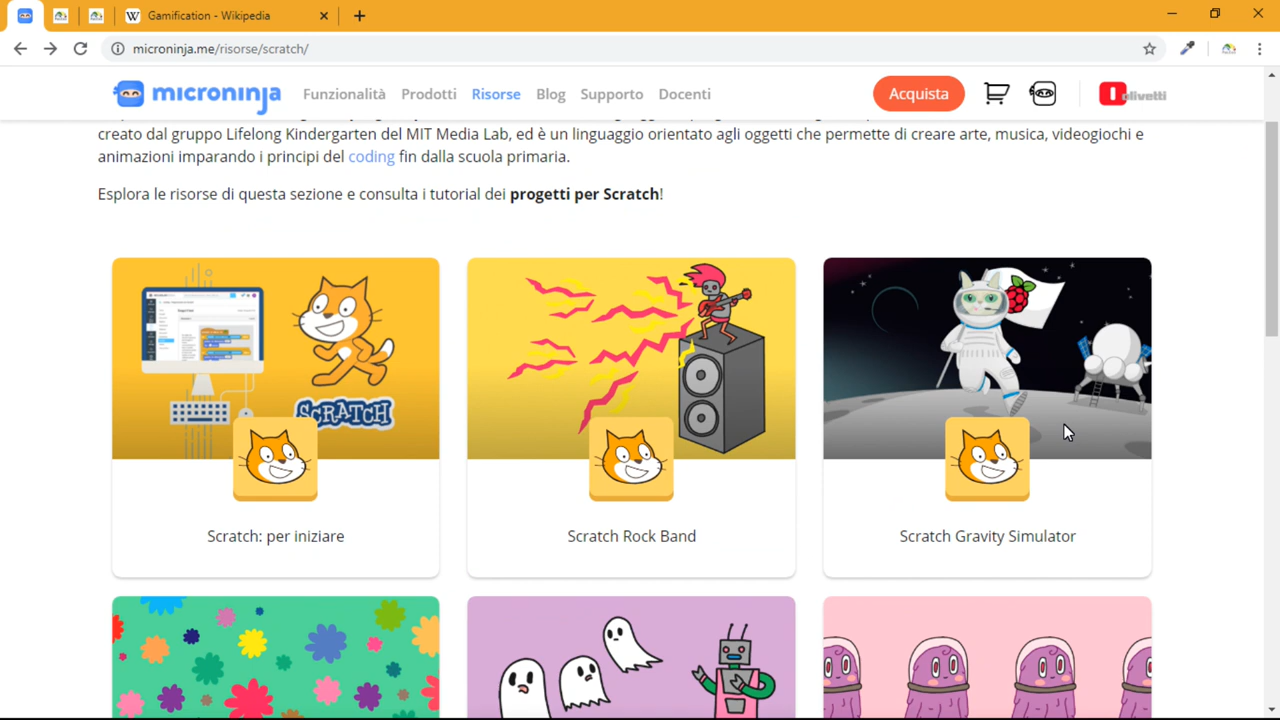 Gamification - Wikipedia
microninja.me/risorse/scratch/
microninja Funzionalità Prodotti Risorse Blog Supporto Docenti Acquista olivetti
creato dal gruppo Lifelong Kindergarten del MIT Media Lab, ed è un linguaggio orientato agli oggetti che permette di creare arte, musica, videogiochi e
animazioni imparando i principi del coding fin dalla scuola primaria.
Esplora le risorse di questa sezione e consulta i tutorial dei progetti per Scratch!
SCRATCH
Scratch: per iniziare
Scratch Rock Band
Scratch Gravity Simulator